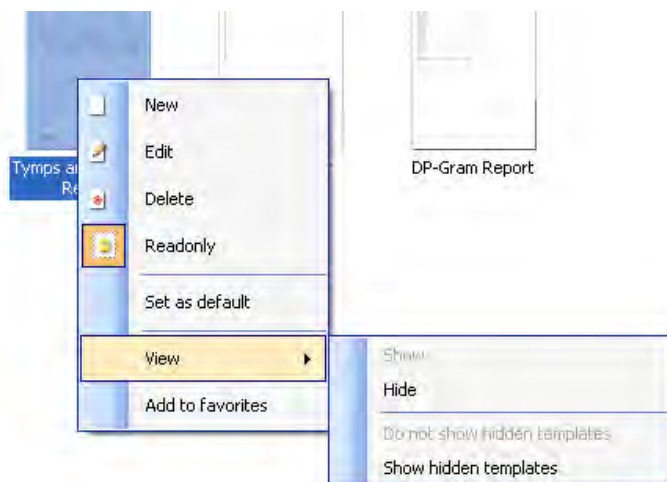 New
Edit
Tymps a
DP-Gram Report
Re
Delete
Readonly
Set as default
View
Show
Hide
Add to favorites
Do not show hidden templates
Show hidden templates